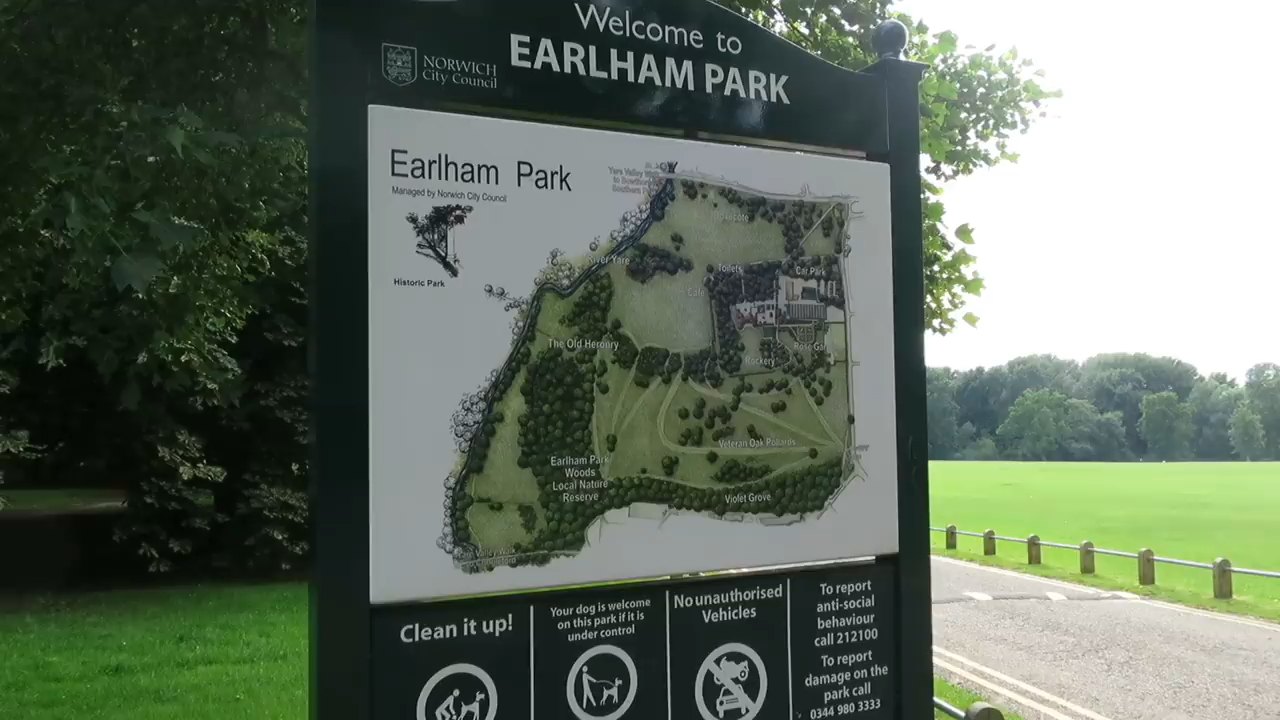 Welcome to
EARLHAM PARK
NORWICH
City Council
Earlham Park
Managed by Norwich City Council
Historic Park
River Yare
Toilets
Car Park
Cafe
The Old Heronry
Rockery
Rose Gar
Veteran Oak Pollards
Earlham Park
Woods
Local Nature
Reserve
Violet Grove
Clean it up!
Your dog is welcome
on this park if it is
under control
No unauthorised
Vehicles
To report
anti-social
behaviour
call 212100
To report
damage on the
park call
0344 980 3333